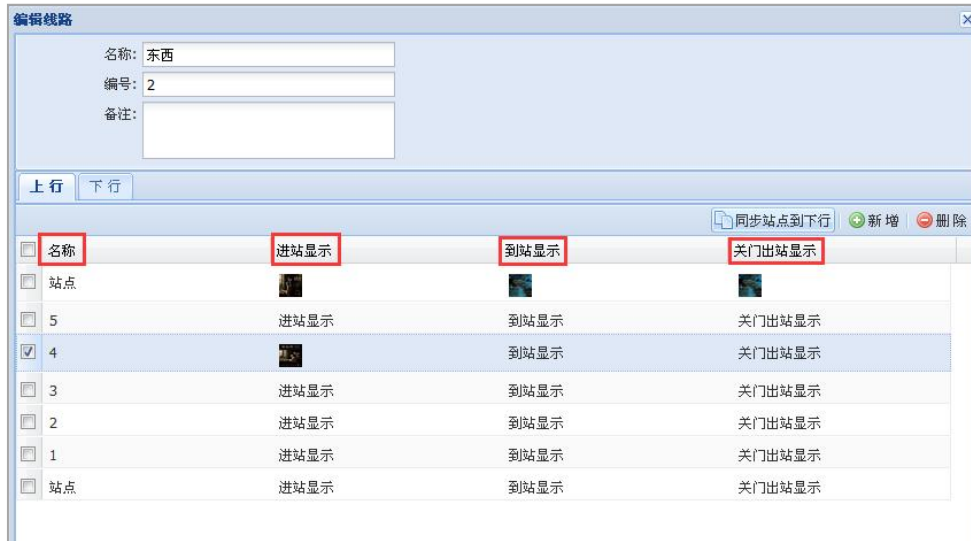 编辑线路
名称: 东西
编号: 2
备注:
上行 下行
同步站点到下行 新增 删除
名称 进站显示 到站显示 关门出站显示
站点
5 进站显示 到站显示 关门出站显示
4 到站显示 关门出站显示
3 进站显示 到站显示 关门出站显示
2 进站显示 到站显示 关门出站显示
1 进站显示 到站显示 关门出站显示
站点 进站显示 到站显示 关门出站显示